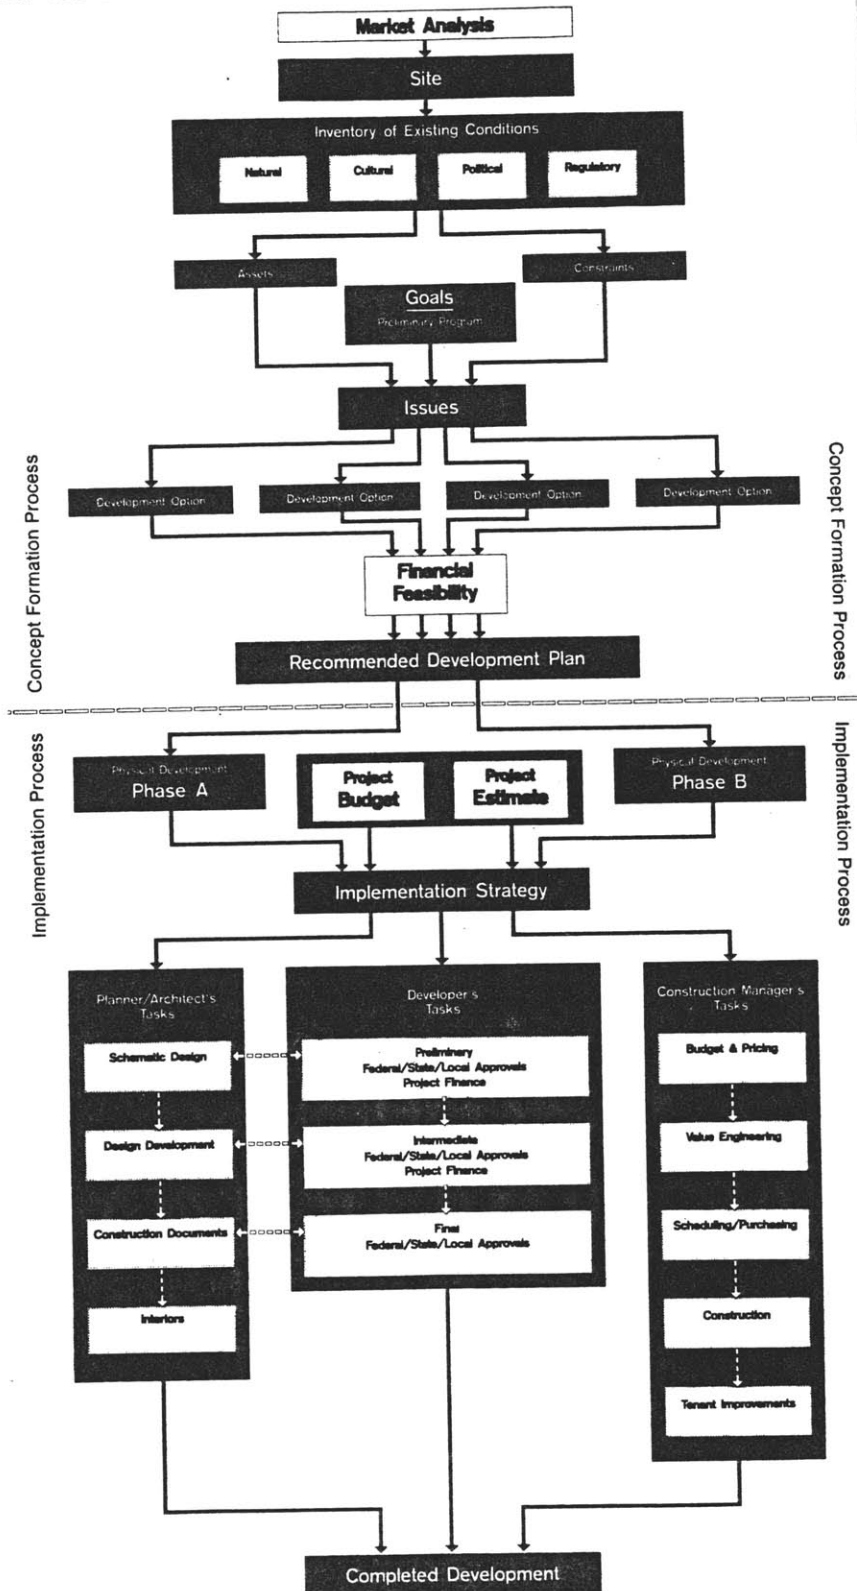 Market Analysis
Site
Inventory of Existing Conditions
Natural
Cultural
Political
Regulatory
Assets
Constraints
Goals
Preliminary Program
Issues
Development Option
Development Option
Development Option
Development Option
Financial
Feasibility
Recommended Development Plan
Concept Formation Process
Concept Formation Process
Implementation Process
Implementation Process
Physical Development
Phase A
Project
Budget
Project
Estimate
Physical Development
Phase B
Implementation Strategy
Planner/Architect's
Tasks
Schematic Design
Design Development
Construction Documents
Interiors
Developer's
Tasks
Preliminary
Federal/State/Local Approvals
Project Finance
Intermediate
Federal/State/Local Approvals
Project Finance
Final
Federal/State/Local Approvals
Construction Manager's
Tasks
Budget & Pricing
Value Engineering
Scheduling/Purchasing
Construction
Tenant Improvements
Completed Development